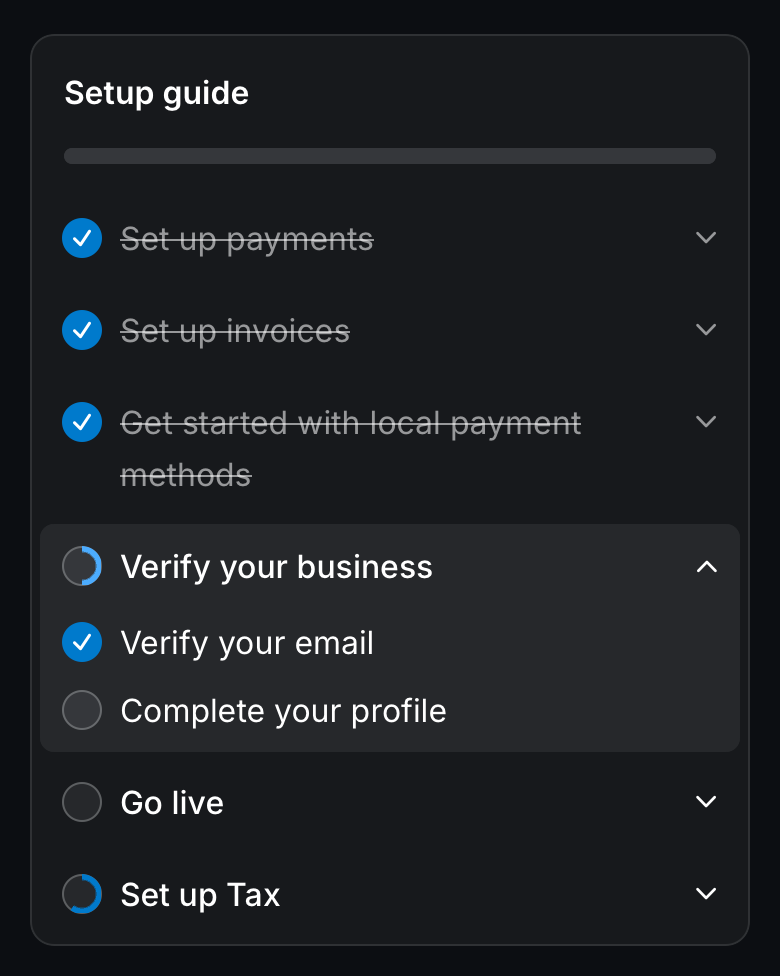 Setup guide
Set up payments
Set up invoices
Get started with local payment
methods
Verify your business
Verify your email
Complete your profile
Go live
Set up Tax